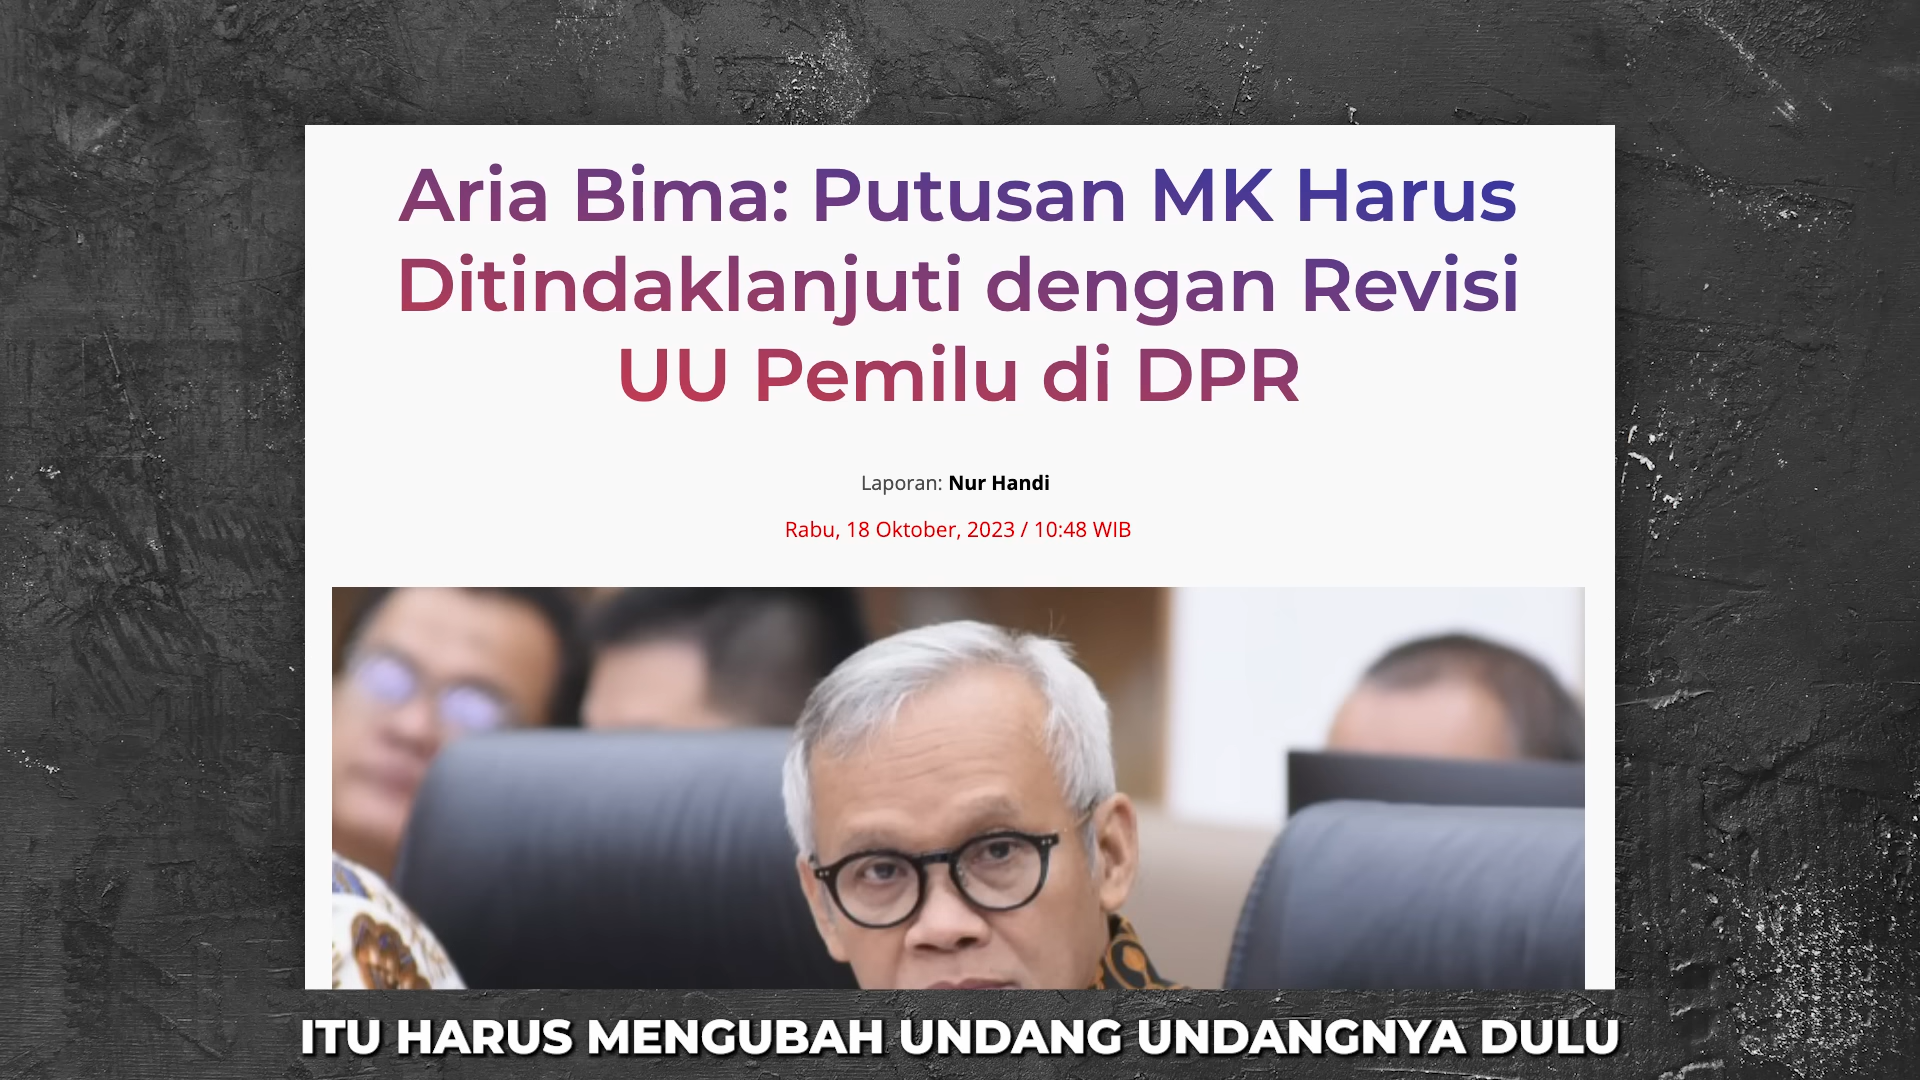 Aria Bima: Putusan MK Harus
Ditindaklanjuti dengan Revisi
UU Pemilu di DPR
Laporan: Nur Handi
Rabu, 18 Oktober, 2023 / 10:48 WIB
ITU HARUS MENGUBAH UNDANG UNDANGNYA DULU